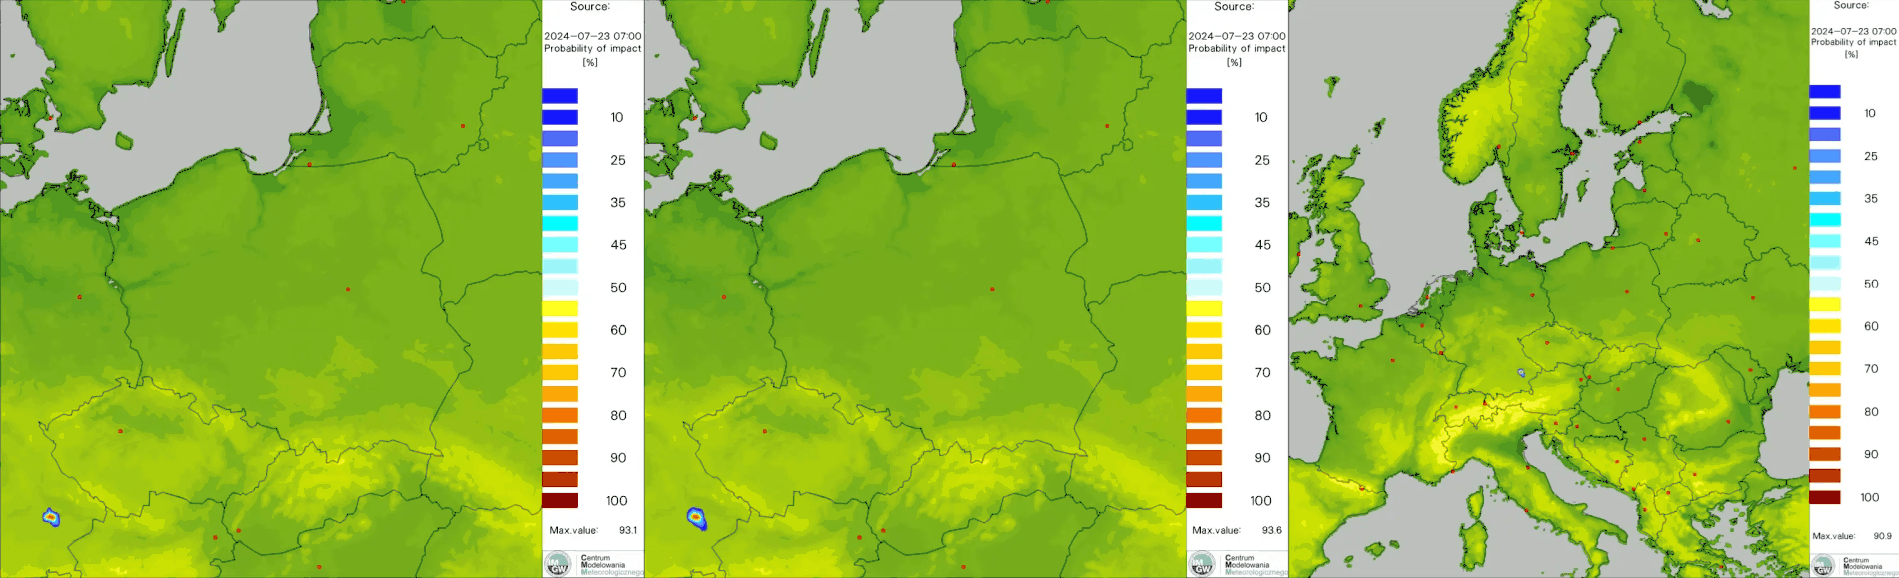 Source:
2024-07-23 07:00
Probability of impact
[%]
10
25
35
45
50
60
70
80
90
100
Max.value: 93.1
IMGW
Centrum
Modelowania
Meteorologicznego
Source:
2024-07-23 07:00
Probability of impact
[%]
10
25
35
45
50
60
70
80
90
100
Max.value: 93.6
IMGW
Centrum
Modelowania
Meteorologicznego
Source:
2024-07-23 07:00
Probability of impact
[%]
10
25
35
45
50
60
70
80
90
100
Max.value: 90.9
IMGW
Centrum
Modelowania
Meteorologicznego